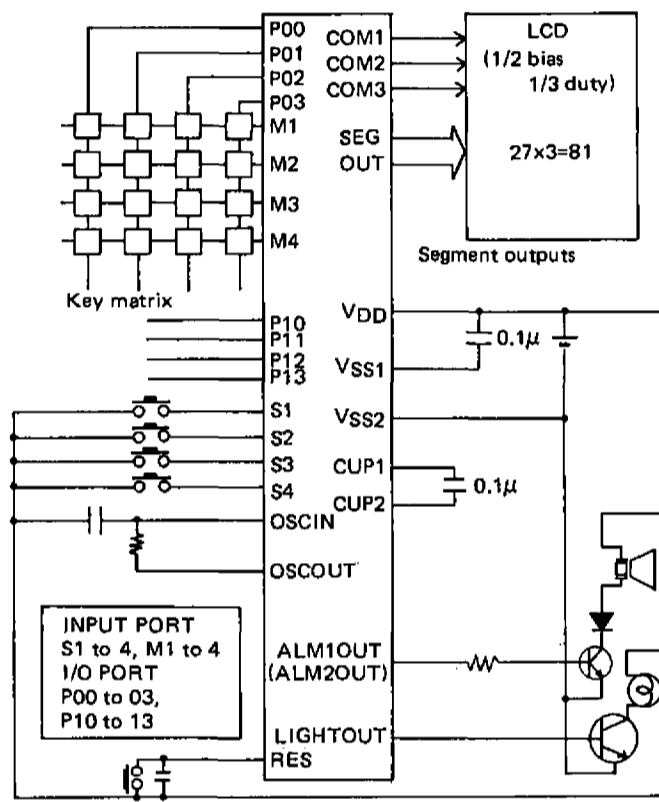 P00
P01
P02
P03
M1
M2
M3
M4
Key matrix
P10
P11
P12
P13
S1
S2
S3
S4
OSCIN
OSCOUT
INPUT PORT
S1 to 4, M1 to 4
I/O PORT
P00 to 03,
P10 to 13
RES
COM1
COM2
COM3
SEG
OUT
LCD
(1/2 bias
1/3 duty)
27x3=81
Segment outputs
VDD
0.1μ
VSS1
VSS2
CUP1
0.1μ
CUP2
ALM1OUT
(ALM2OUT)
LIGHTOUT